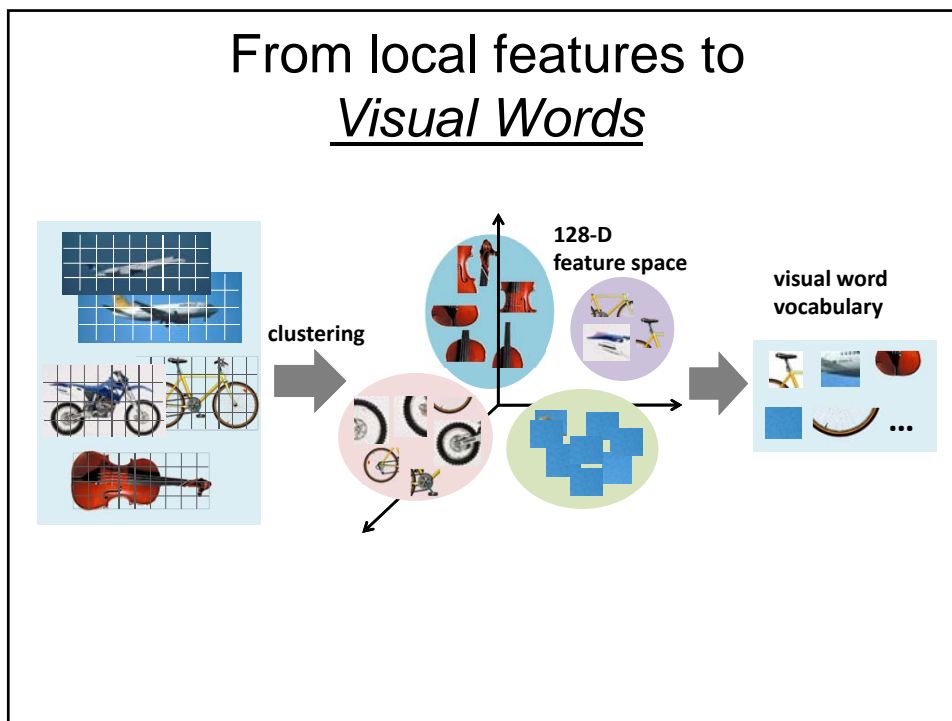 From local features to
Visual Words
clustering
128-D
feature space
visual word
vocabulary
...